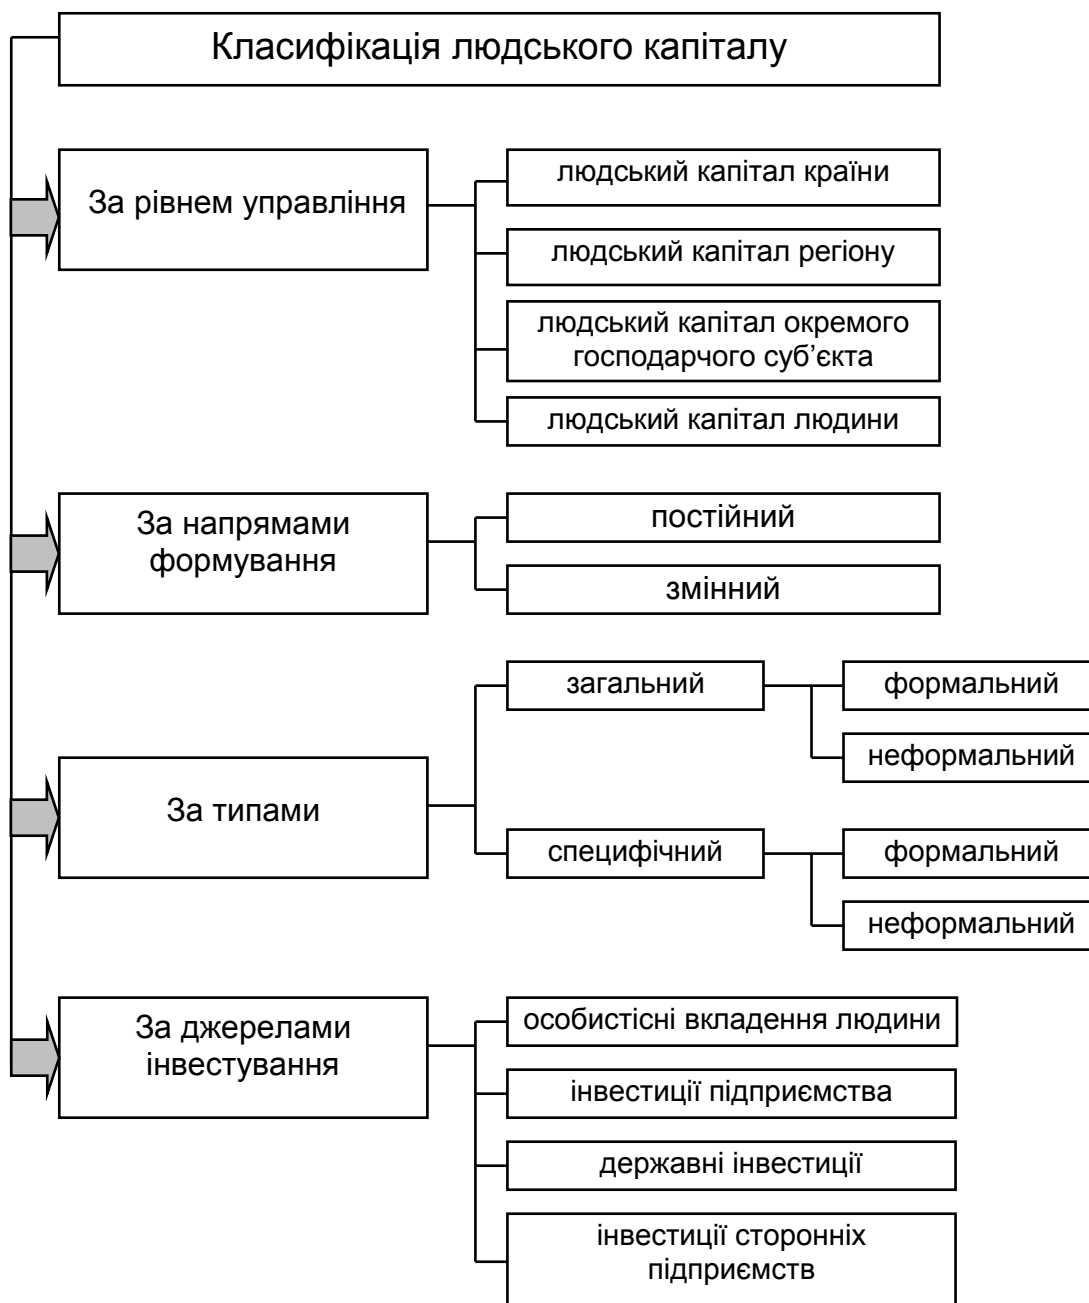 Класифікація людського капіталу
За рівнем управління
людський капітал країни
людський капітал регіону
людський капітал окремого
господарчого суб’єкта
людський капітал людини
За напрямами
формування
постійний
змінний
За типами
загальний
формальний
неформальний
специфічний
формальний
неформальний
За джерелами
інвестування
особистісні вкладення людини
інвестиції підприємства
державні інвестиції
інвестиції сторонніх
підприємств